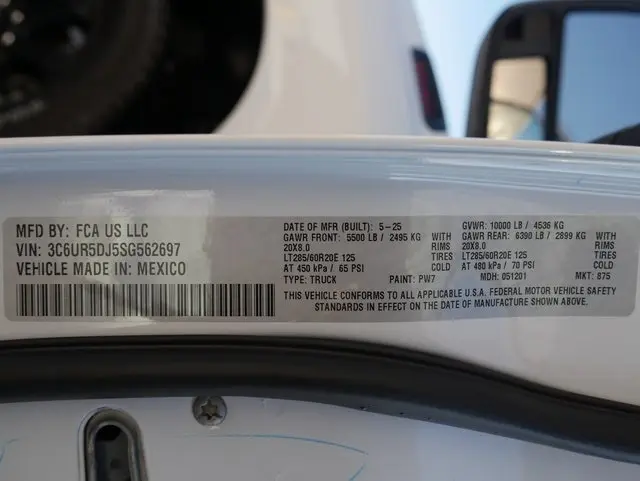 MFD BY: FCA US LLC
VIN: 3C6UR5DJ5SG562697
VEHICLE MADE IN: MEXICO
DATE OF MFR (BUILT): 5-25 GVWR: 10000 LB / 4536 KG
GAWR FRONT: 5500 LB / 2495 KG WITH GAWR REAR: 6390 LB / 2899 KG WITH
20X8.0 RIMS 20X8.0 RIMS
LT285/60R20E 125 TIRES LT285/60R20E 125 TIRES
AT 450 kPa / 65 PSI COLD AT 480 kPa / 70 PSI COLD
TYPE: TRUCK PAINT: PW7 MDH: 051201 MKT: 875
THIS VEHICLE CONFORMS TO ALL APPLICABLE U.S.A. FEDERAL MOTOR VEHICLE SAFETY
STANDARDS IN EFFECT ON THE DATE OF MANUFACTURE SHOWN ABOVE.